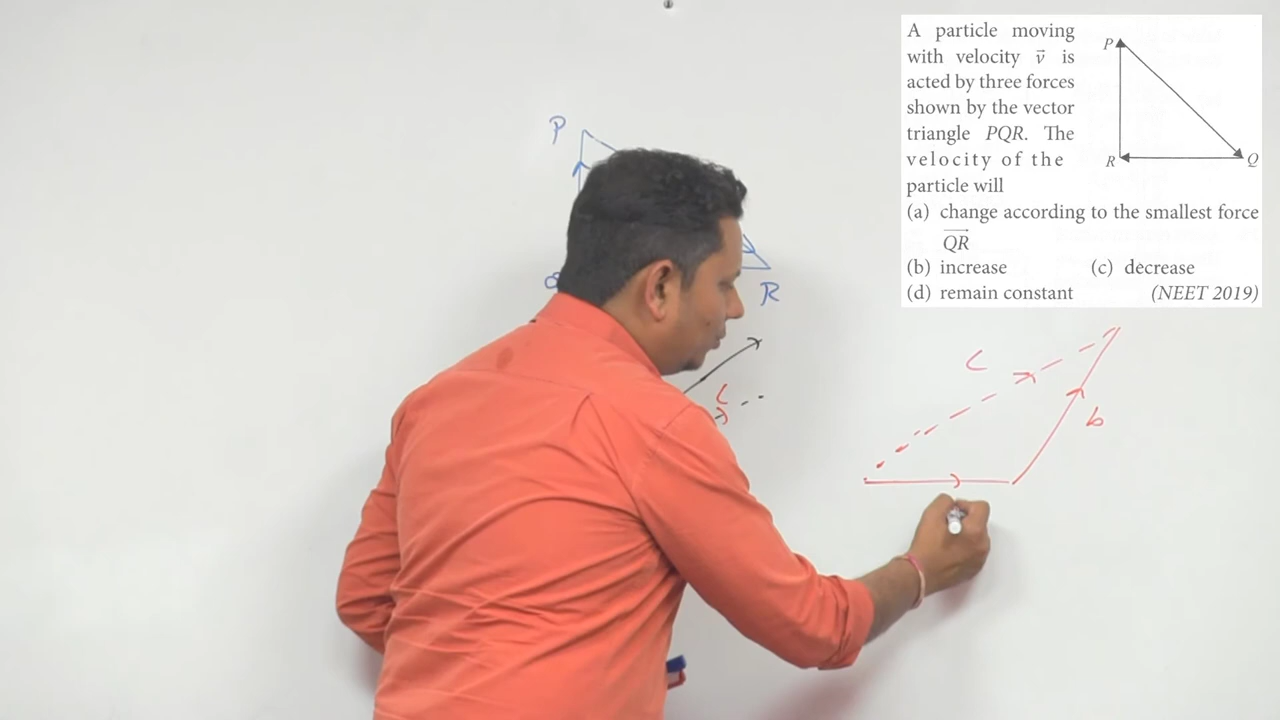 A particle moving
with velocity v⃗ is
acted by three forces
shown by the vector
triangle PQR. The
velocity of the
particle will
(a) change according to the smallest force
QR⃗
(b) increase (c) decrease
(d) remain constant (NEET 2019)
P
R Q
P
R
c
c
b